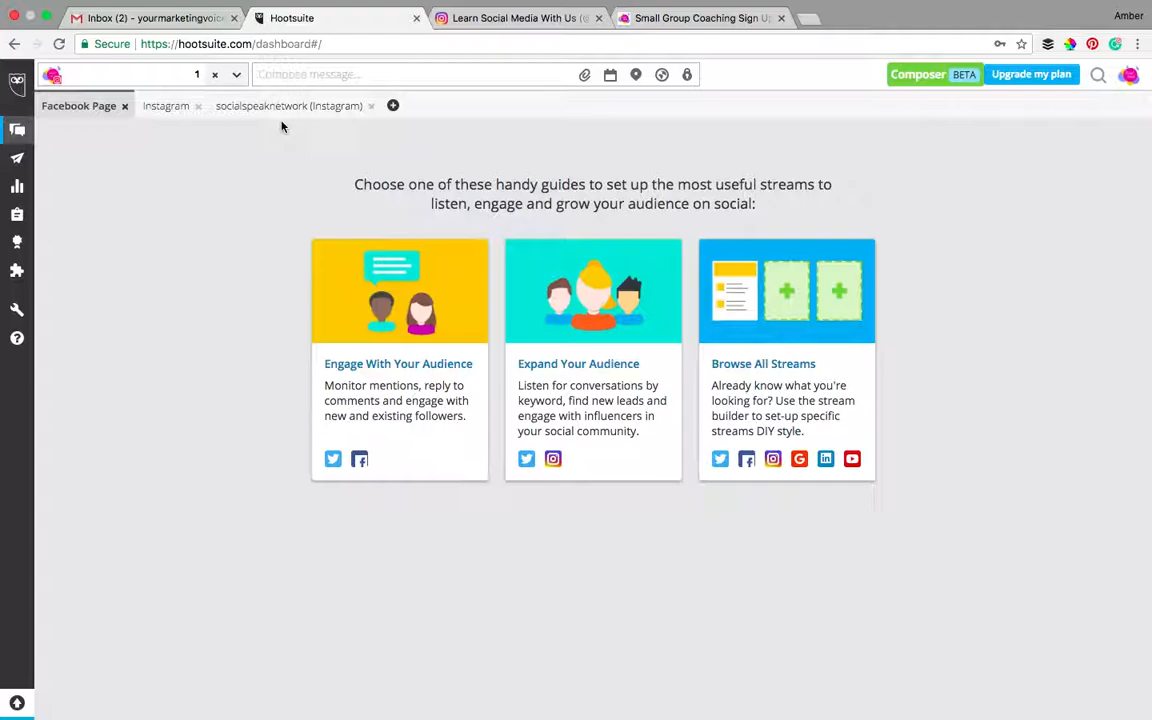 Inbox (2) - yourmarketingvoice
Hootsuite
Learn Social Media With Us (
Small Group Coaching Sign U
Amber
Secure https://hootsuite.com/dashboard#/
1
Compose message...
Composer BETA
Upgrade my plan
Facebook Page
Instagram
socialspeaknetwork (Instagram)
Choose one of these handy guides to set up the most useful streams to
listen, engage and grow your audience on social:
Engage With Your Audience
Monitor mentions, reply to
comments and engage with
new and existing followers.
Expand Your Audience
Listen for conversations by
keyword, find new leads and
engage with influencers in
your social community.
Browse All Streams
Already know what you're
looking for? Use the stream
builder to set-up specific
streams DIY style.